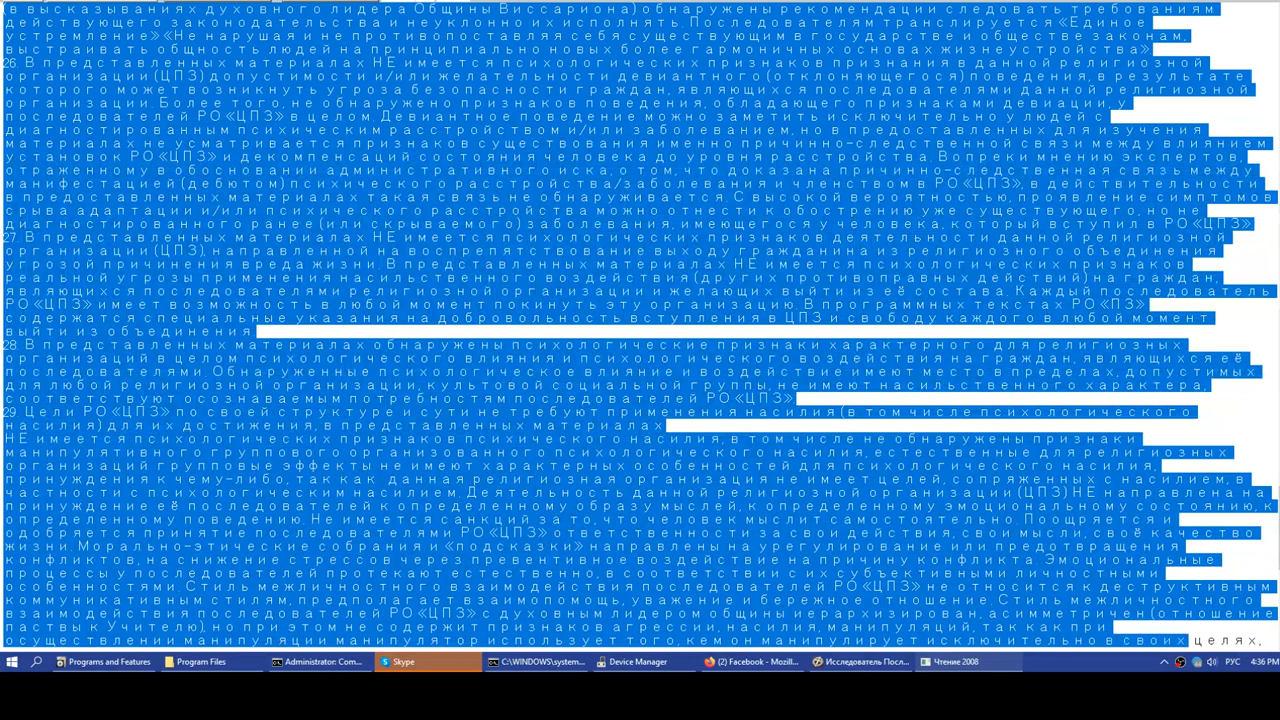 а в высказываниях духовного лидера Общины Виссариона) обнаружены рекомендации следовать требованиям
действующего законодательства и неуклонно их исполнять. Последователям транслируется «Единое
устремление» «Не нарушая и не противопоставляя себя существующим в государстве и обществе законам,
выстраивать общность людей на принципиально новых более гармоничных основах жизнеустройства»
26. В представленных материалах НЕ имеется психологических признаков признания в данной религиозной
организации (ЦПЗ) допустимости и/или желательности девиантного (отклоняющегося) поведения, в результате
которого может возникнуть угроза безопасности граждан, являющихся последователями данной религиозной
организации. Более того, не обнаружено признаков поведения, обладающего признаками девиации, у
последователей РО «ЦПЗ» в целом. Девиантное поведение можно заметить исключительно у людей с
диагностированным психическим расстройством и/или заболеванием, но в предоставленных для изучения
материалах не усматривается признаков существования именно причинно-следственной связи между влиянием
установок РО «ЦПЗ» и декомпенсаций состояния человека до уровня расстройства. Вопреки мнению экспертов,
отраженному в обосновании административного иска, о том, что доказана причинно-следственная связь между
манифестацией (дебютом) психического расстройства/заболевания и членством в РО «ЦПЗ», в действительности
в предоставленных материалах такая связь не обнаруживается. С высокой вероятностью, проявление симптомов
срыва адаптации и/или психического расстройства можно отнести к обострению уже существующего, но не
диагностированного ранее (или скрываемого) заболевания, имеющегося у человека, который вступил в РО «ЦПЗ»
27. В представленных материалах НЕ имеется психологических признаков деятельности данной религиозной
организации (ЦПЗ), направленной на воспрепятствование выходу гражданина из религиозного объединения
угрозой причинения вреда жизни. В представленных материалах НЕ имеется психологических признаков
реальной угрозы применения насильственного воздействия (других противоправных действий) на граждан,
являющихся последователями религиозной организации и желающих выйти из её состава. Каждый последователь
РО «ЦПЗ» имеет возможность в любой момент покинуть эту организацию. В программных текстах РО «ПЗ»
содержатся специальные указания на добровольность вступления в ЦПЗ и свободу каждого в любой момент
выйти из объединения.
28. В представленных материалах обнаружены психологические признаки характерного для религиозных
организаций в целом психологического влияния и психологического воздействия на граждан, являющихся её
последователями. Обнаруженные психологическое влияние и воздействие имеют место в пределах, допустимых
для любой религиозной организации, культовой социальной группы, не имеют насильственного характера,
соответствуют осознаваемым потребностям последователей РО «ЦПЗ»
29. Цели РО «ЦПЗ» по своей структуре и сути не требуют применения насилия (в том числе психологического
насилия) для их достижения, в представленных материалах
НЕ имеется психологических признаков психического насилия, в том числе не обнаружены признаки
манипулятивного группового организованного психологического насилия, естественные для религиозных
организаций групповые эффекты не имеют характерных особенностей для психологического насилия,
принуждения к чему-либо, так как данная религиозная организация не имеет целей, сопряженных с насилием, в
частности с психологическим насилием. Деятельность данной религиозной организации (ЦПЗ) НЕ направлена на
принуждение её последователей к определенному образу мыслей, к определенному эмоциональному состоянию, к
определенному поведению. Не имеется санкций за то, что человек мыслит самостоятельно. Поощряется и
одобряется принятие последователями РО «ЦПЗ» ответственности за свои действия, свои мысли, своё качество
жизни. Морально-этические собрания и «подсказки» направлены на урегулирование или предотвращения
конфликтов, на снижение стрессов через превентивное воздействие на причину конфликта. Эмоциональные
процессы у последователей протекают естественно, в соответствии с их субъективными личностными
особенностями. Стиль межличностного взаимодействия последователей РО «ЦПЗ» не относится к деструктивным
коммуникативным стилям, предполагает взаимопомощь, уважение и бережное отношение. Стиль межличностного
взаимодействия последователей РО «ЦПЗ» с духовным лидером общины иерархизирован, асимметричен (отношение
паствы к Учителю), но при этом не содержит признаков агрессии, насилия, манипуляций, так как при
осуществлении манипуляции манипулятор использует того, кем он манипулирует исключительно в своих целях,
Programs and Features
Program Files
Administrator: Com...
Skype
C:\WINDOWS\system...
Device Manager
(2) Facebook - Mozilla...
Исследователь Посл...
Чтение 2008
РУС
4:36 PM